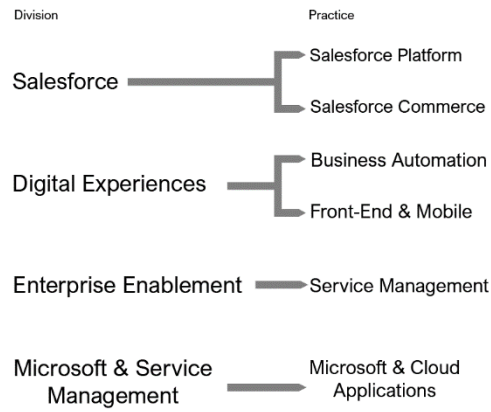 Division
Practice
Salesforce
Salesforce Platform
Salesforce Commerce
Digital Experiences
Business Automation
Front-End & Mobile
Enterprise Enablement
Service Management
Microsoft & Service
Management
Microsoft & Cloud
Applications